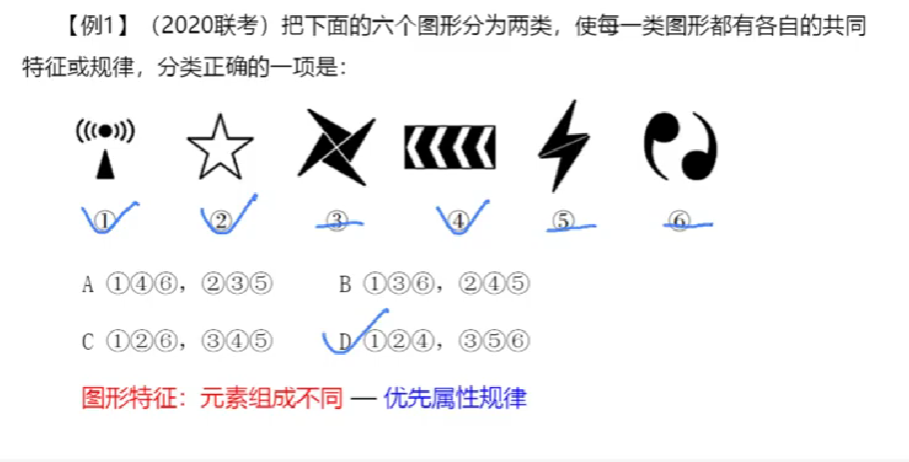 【例1】（2020联考）把下面的六个图形分为两类，使每一类图形都有各自的共同
特征或规律，分类正确的一项是：
① ② ③ ④ ⑤ ⑥
A ①④⑥，②③⑤ B ①③⑥，②④⑤
C ①②⑥，③④⑤ D ①②④，③⑤⑥
图形特征：元素组成不同 — 优先属性规律